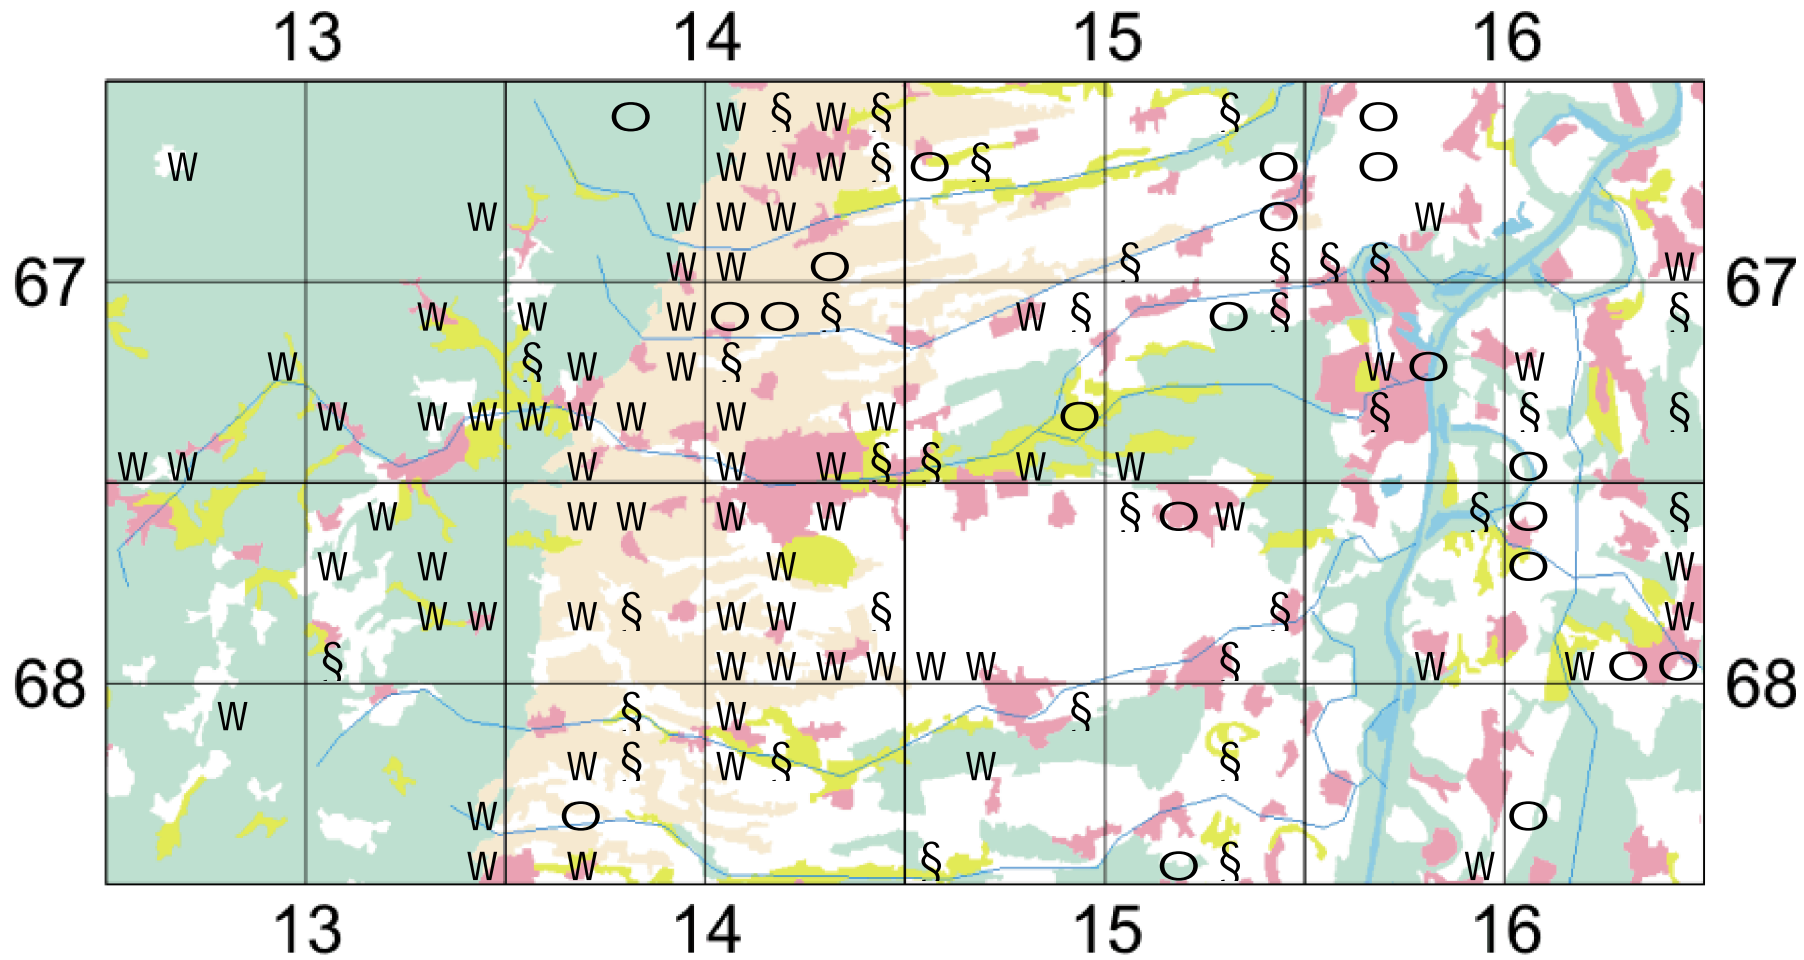 13 14 15 16
O W § W § § O
W W W W § O § O O
W W W W O W
W W O § § § § W
67 67
W W W O O § W § O § §
W § W W § W O W
W W W W W W W W O § § §
W W W W W § § W W O
W W W W W § O W § O §
W W W O W
W W W § W W § § W
§ W W W W W W § W W O O
68 68
W § W §
W § W § W §
W O O
W W § O § W
13 14 15 16